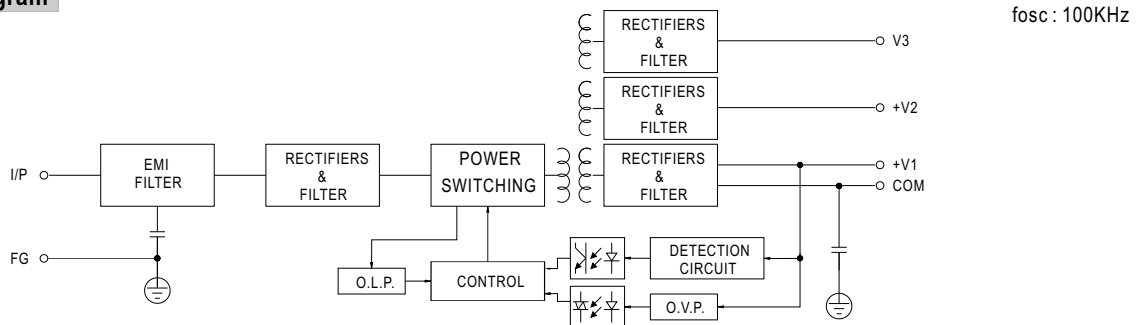 gram
fosc : 100KHz
RECTIFIERS
&
FILTER
V3
RECTIFIERS
&
FILTER
+V2
I/P
EMI
FILTER
RECTIFIERS
&
FILTER
POWER
SWITCHING
RECTIFIERS
&
FILTER
+V1
COM
FG
O.L.P.
CONTROL
DETECTION
CIRCUIT
O.V.P.